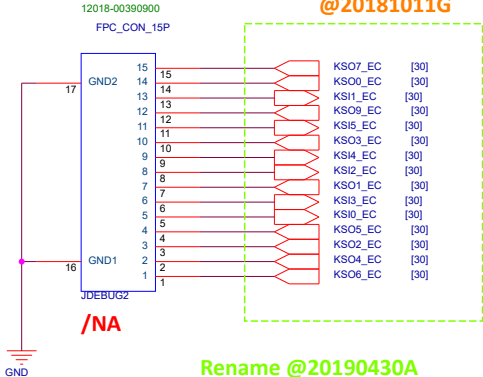 @20181011G
12018-00390900
FPC_CON_15P
15 15 KSO7_EC [30]
GND2 14 14 KSO0_EC [30]
17 13 13 KSI1_EC [30]
12 12 KSO9_EC [30]
11 11 KSI5_EC [30]
10 10 KSO3_EC [30]
9 9 KSI4_EC [30]
8 8 KSI2_EC [30]
7 7 KSO1_EC [30]
6 6 KSI3_EC [30]
5 5 KSI0_EC [30]
4 4 KSO5_EC [30]
3 3 KSO2_EC [30]
16 GND1 2 2 KSO4_EC [30]
1 1 KSO6_EC [30]
JDEBUG2
/NA
GND
Rename @20190430A